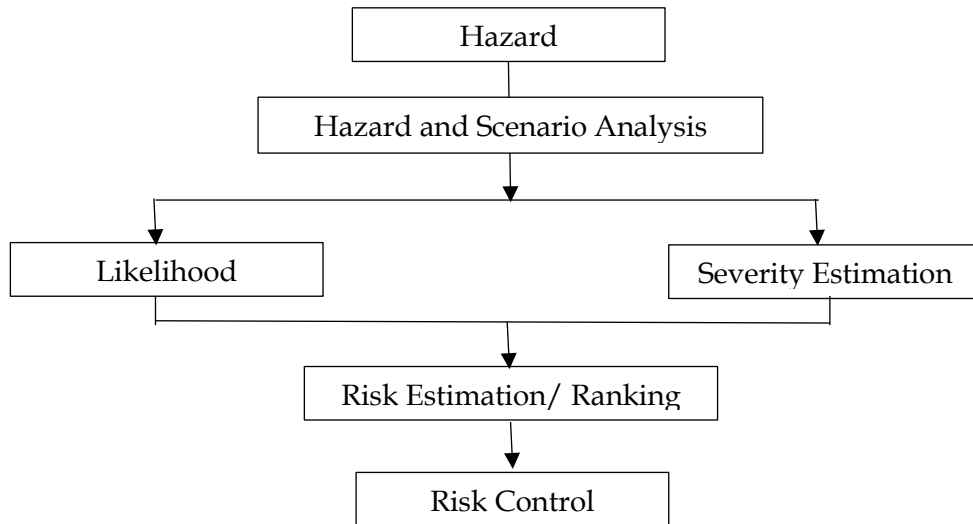 Hazard
Hazard and Scenario Analysis
Likelihood
Severity Estimation
Risk Estimation/ Ranking
Risk Control